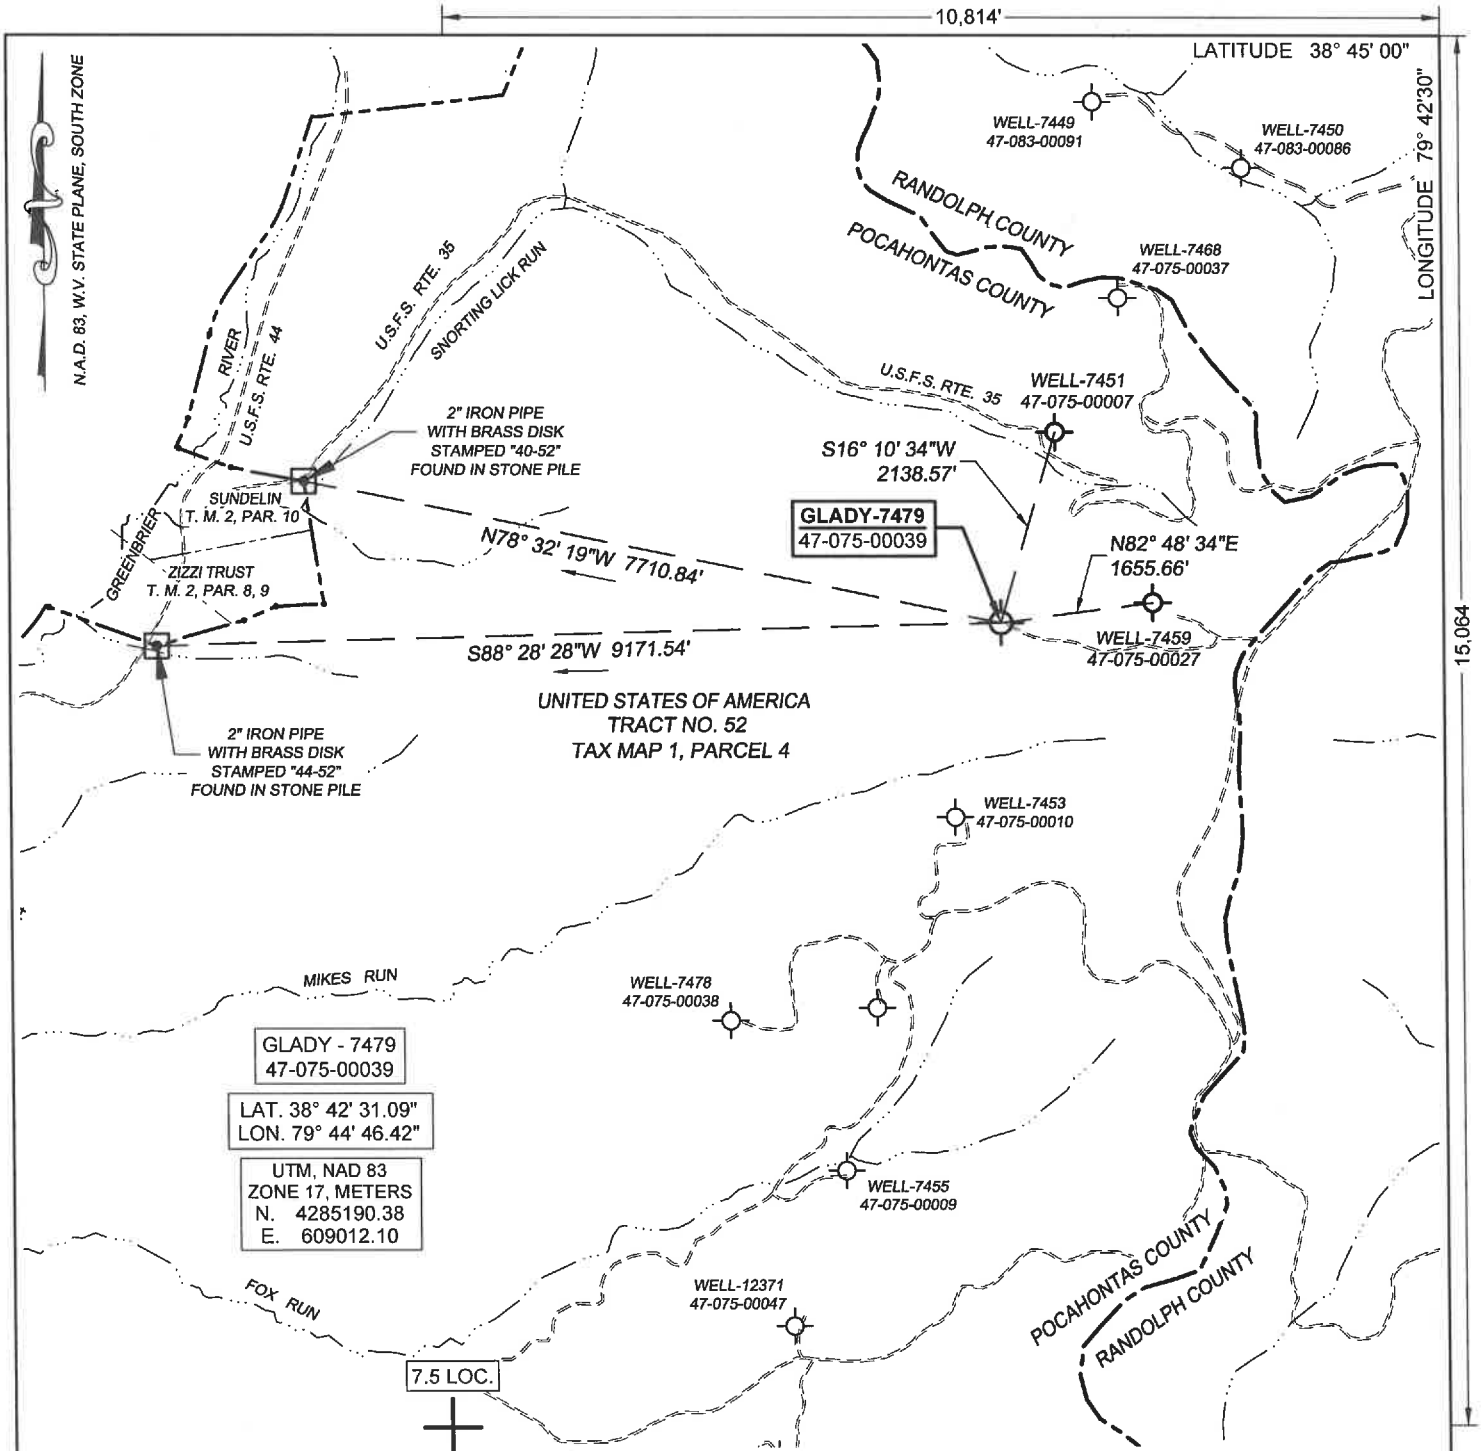 10,814'
LATITUDE 38° 45' 00"
LONGITUDE 79° 42'30"
15,064
N.A.D. 83, W.V. STATE PLANE, SOUTH ZONE
WELL-7449
47-083-00091
WELL-7450
47-083-00086
RANDOLPH COUNTY
POCAHONTAS COUNTY
WELL-7468
47-075-00037
U.S.F.S. RTE. 35
SNORTING LICK RUN
RIVER
U.S.F.S. RTE. 44
U.S.F.S. RTE. 35
WELL-7451
47-075-00007
2" IRON PIPE
WITH BRASS DISK
STAMPED "40-52"
FOUND IN STONE PILE
S16° 10' 34"W
2138.57'
SUNDELIN
T. M. 2, PAR. 10
GREENBRIER
GLADY-7479
47-075-00039
N78° 32' 19"W 7710.84'
N82° 48' 34"E
1655.66'
ZIZZI TRUST
T. M. 2, PAR. 8, 9
S88° 28' 28"W 9171.54'
WELL-7459
47-075-00027
UNITED STATES OF AMERICA
TRACT NO. 52
TAX MAP 1, PARCEL 4
2" IRON PIPE
WITH BRASS DISK
STAMPED "44-52"
FOUND IN STONE PILE
WELL-7453
47-075-00010
MIKES RUN
WELL-7478
47-075-00038
GLADY - 7479
47-075-00039
LAT. 38° 42' 31.09"
LON. 79° 44' 46.42"
UTM, NAD 83
ZONE 17, METERS
N. 4285190.38
E. 609012.10
WELL-7455
47-075-00009
FOX RUN
WELL-12371
47-075-00047
POCAHONTAS COUNTY
RANDOLPH COUNTY
7.5 LOC.